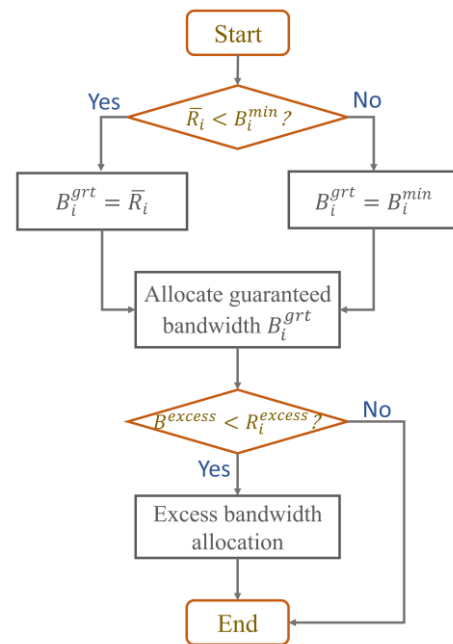 Start
Yes
No
R̅ᵢ < Bᵢᵐⁱⁿ ?
Bᵢᵍʳᵗ = R̅ᵢ
Bᵢᵍʳᵗ = Bᵢᵐⁱⁿ
Allocate guaranteed
bandwidth Bᵢᵍʳᵗ
Bᵉˣᶜᵉˢˢ < Rᵢᵉˣᶜᵉˢˢ ?
No
Yes
Excess bandwidth
allocation
End